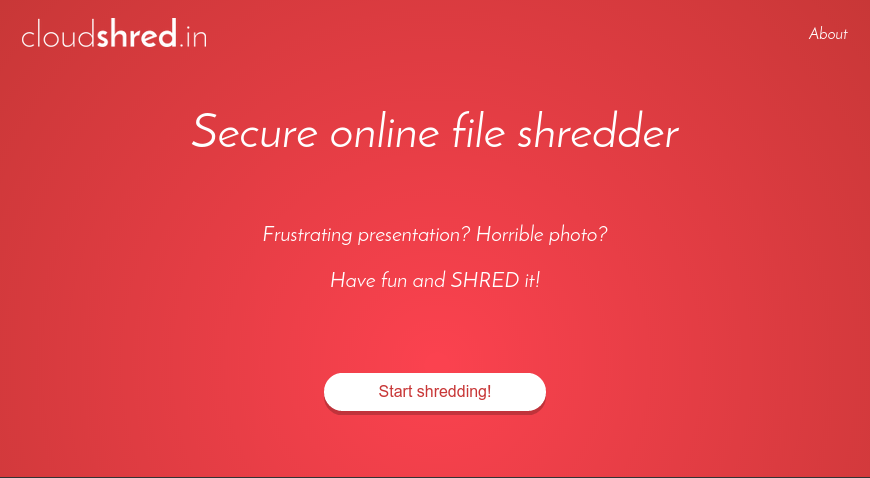 cloudshred.in
About
Secure online file shredder
Frustrating presentation? Horrible photo?
Have fun and SHRED it!
Start shredding!